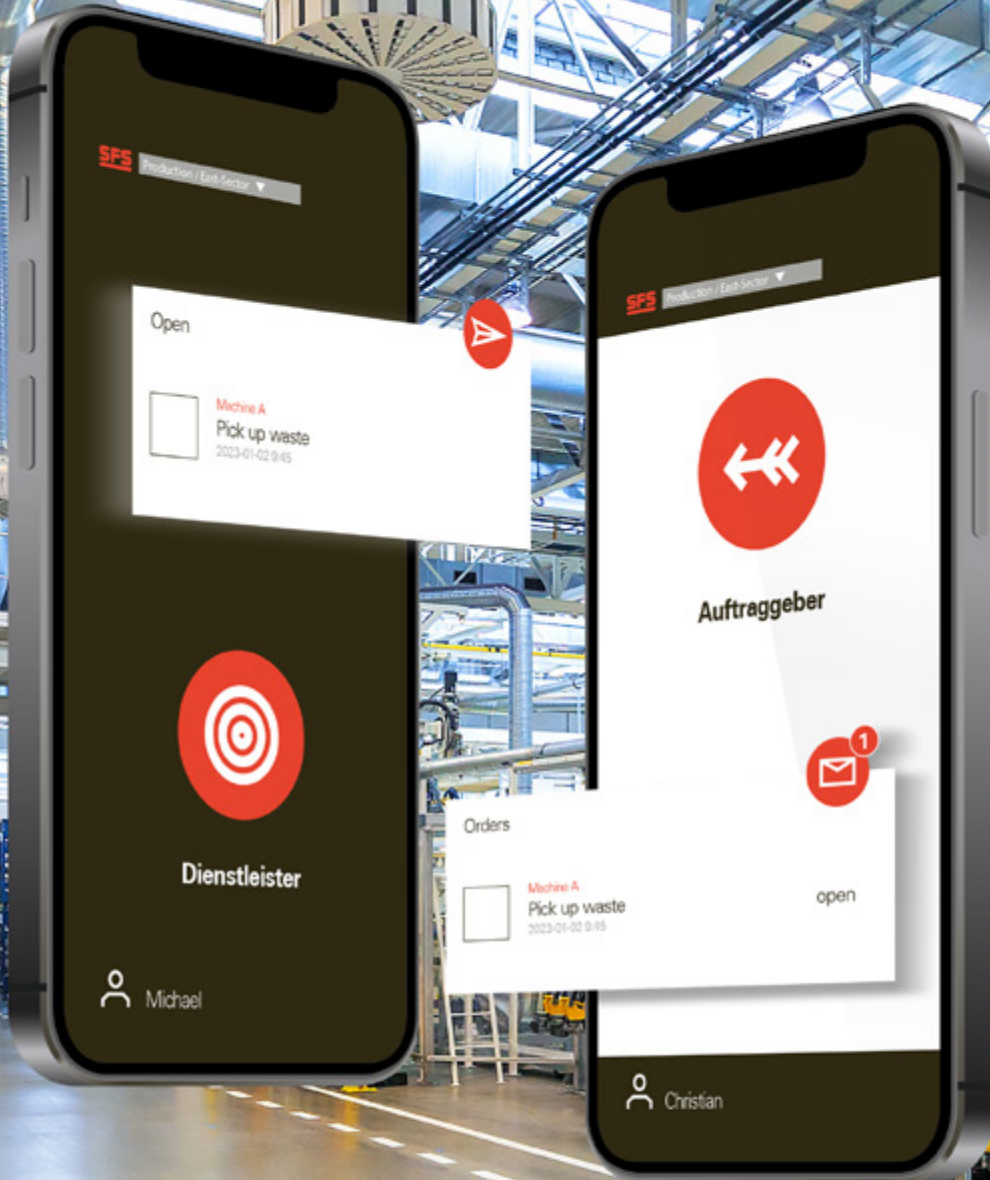 SFS
Production / East-Sector ▼
Open
Machine A
Pick up waste
2023-01-02 9:45
Dienstleister
Michael
SFS
Production / East-Sector ▼
Auftraggeber
1
Orders
Machine A
Pick up waste
2023-01-02 9:45
open
Christian